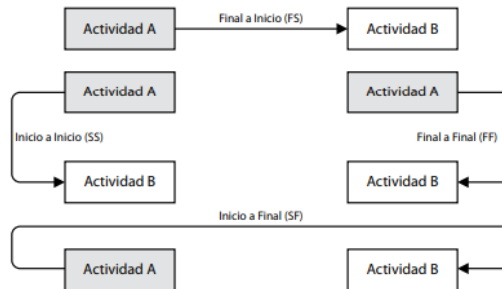 Final a Inicio (FS)
Actividad A
Actividad B
Actividad A
Actividad A
Inicio a Inicio (SS)
Final a Final (FF)
Actividad B
Actividad B
Inicio a Final (SF)
Actividad A
Actividad B